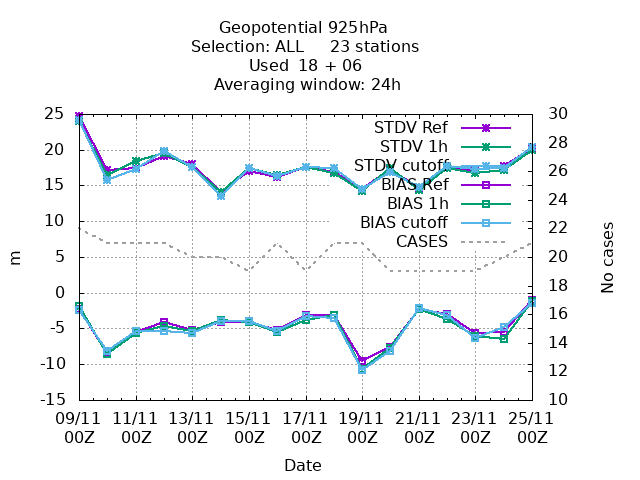 Geopotential 925hPa
Selection: ALL     23 stations
Used  18 + 06
Averaging window: 24h
STDV Ref
STDV 1h
STDV cutoff
BIAS Ref
BIAS 1h
BIAS cutoff
CASES
25
20
15
10
5
0
-5
-10
-15
m
30
28
26
24
22
20
18
16
14
12
10
No cases
09/11 11/11 13/11 15/11 17/11 19/11 21/11 23/11 25/11
00Z 00Z 00Z 00Z 00Z 00Z 00Z 00Z 00Z
Date